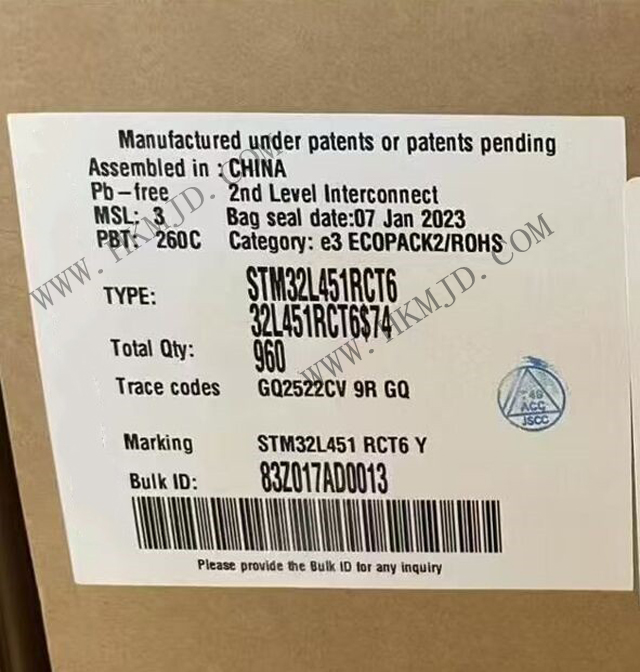 Manufactured under patents or patents pending
Assembled in : CHINA
Pb-free 2nd Level Interconnect
MSL: 3 Bag seal date:07 Jan 2023
PBT: 260C Category: e3 ECOPACK2/ROHS
TYPE: STM32L451RCT6
32L451RCT6$74
Total Qty: 960
Trace codes GQ2522CV 9R GQ
Marking STM32L451 RCT6 Y
Bulk ID: 83Z017AD0013
Please provide the Bulk ID for any inquiry
ACC
JSCC
WWW.HKMJD.COM
WWW.HKMJD.COM